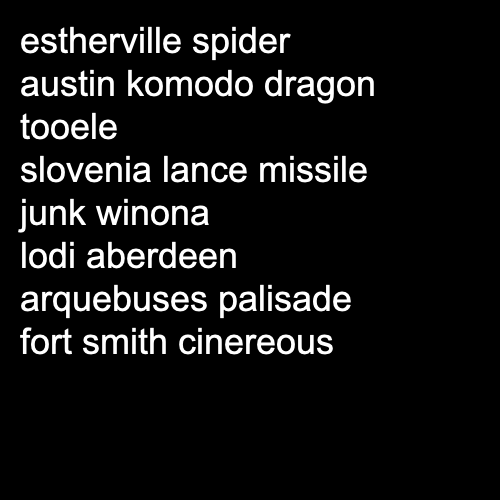 estherville spider
austin komodo dragon
tooele
slovenia lance missile
junk winona
lodi aberdeen
arquebuses palisade
fort smith cinereous